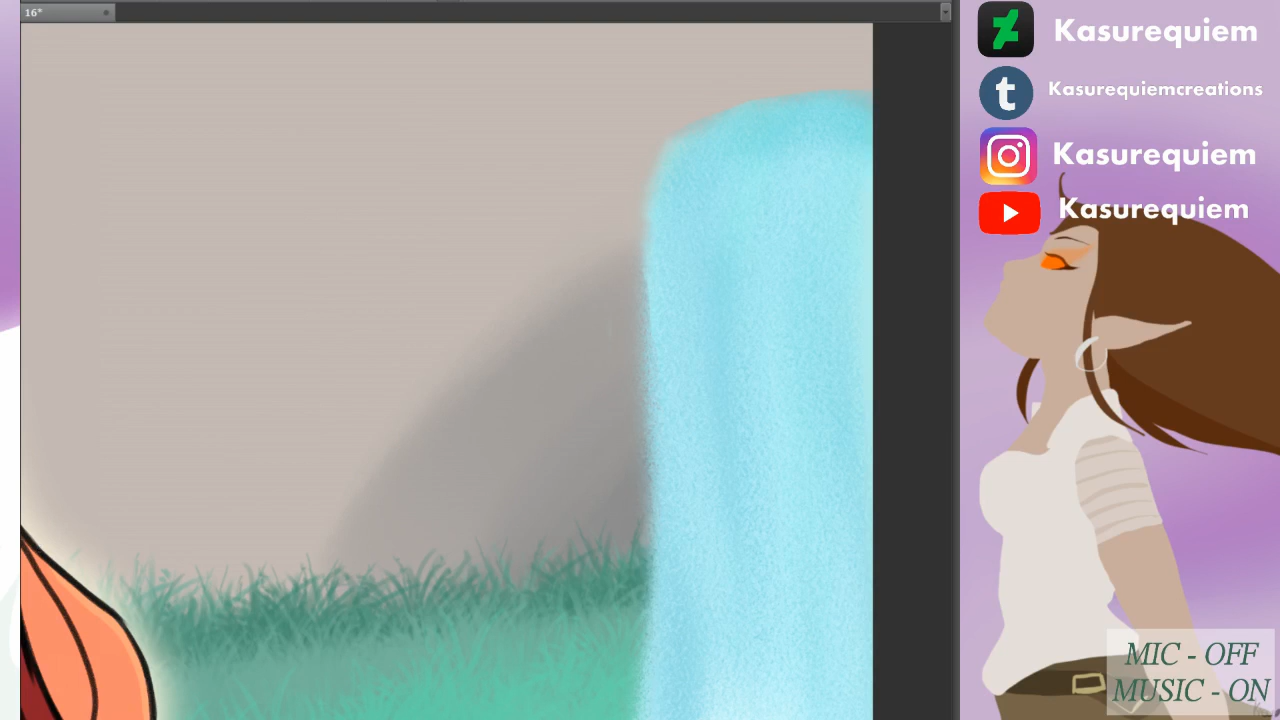 16*
Kasurequiem
t
Kasurequiemcreations
Kasurequiem
Kasurequiem
MIC - OFF
MUSIC - ON